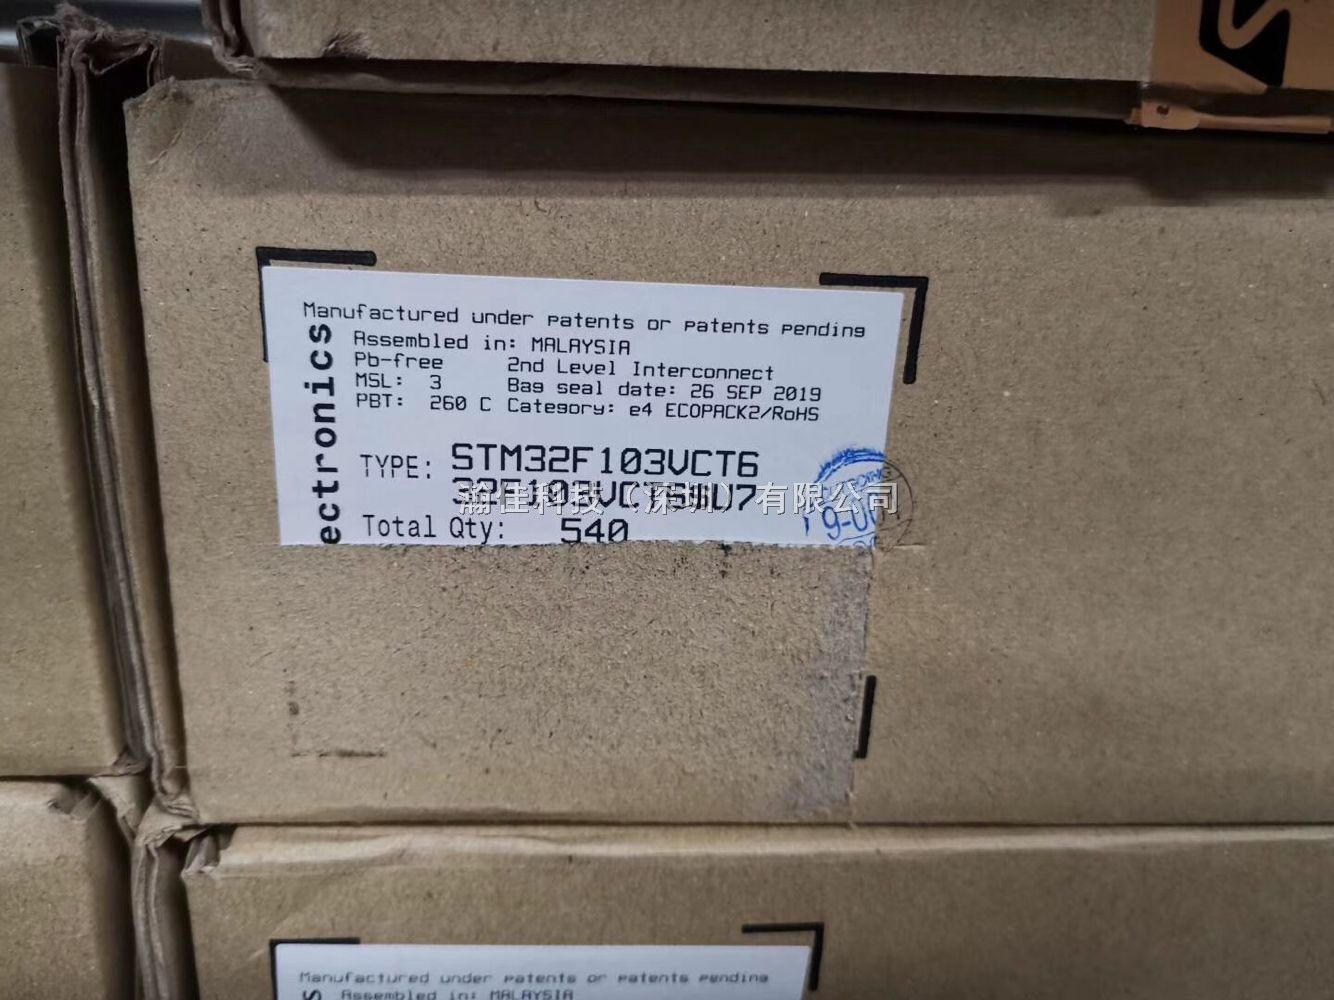 Manufactured under patents or patents pending
Assembled in: MALAYSIA
Pb-free 2nd Level Interconnect
MSL: 3 Bag seal date: 26 SEP 2019
PBT: 260 C Category: e4 ECOPACK2/RoHS
TYPE: STM32F103VCT6
瀚佳科技（深圳）有限公司
Total Qty: 540
ectronics
Manufactured under patents or patents pending
Assembled in: MALAYSIA